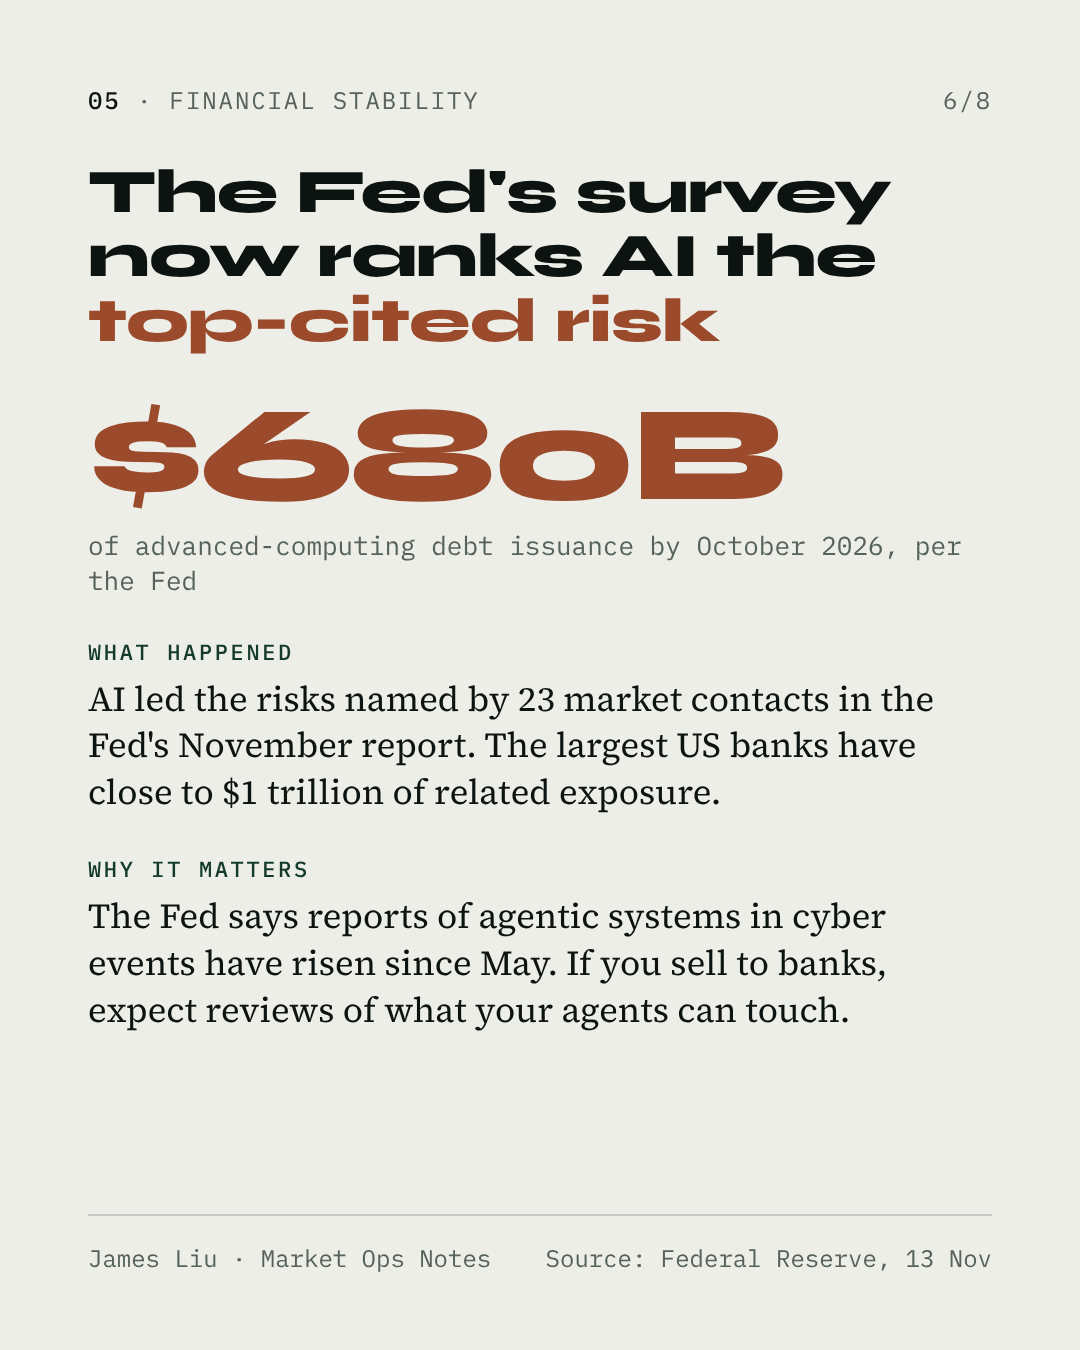 05 · FINANCIAL STABILITY 6/8
The Fed's survey
now ranks AI the
top-cited risk
$680B
of advanced-computing debt issuance by October 2026, per
the Fed
WHAT HAPPENED
AI led the risks named by 23 market contacts in the
Fed's November report. The largest US banks have
close to $1 trillion of related exposure.
WHY IT MATTERS
The Fed says reports of agentic systems in cyber
events have risen since May. If you sell to banks,
expect reviews of what your agents can touch.
James Liu · Market Ops Notes Source: Federal Reserve, 13 Nov